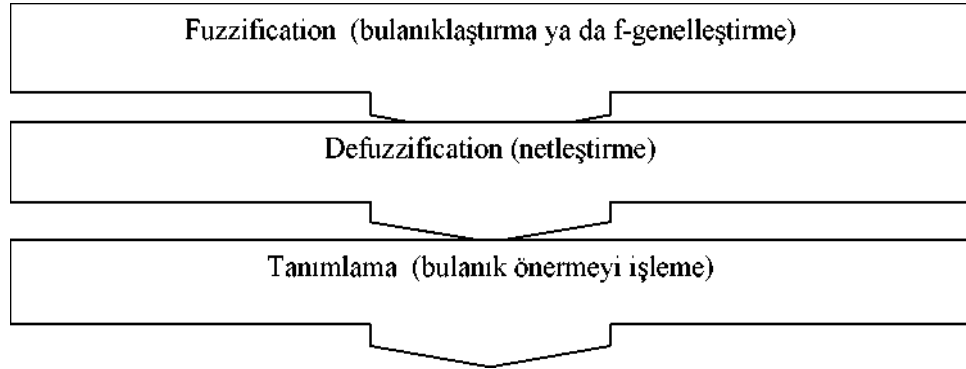 Fuzzification (bulanıklaştırma ya da f-genelleştirme)
Defuzzification (netleştirme)
Tanımlama (bulanık önermeyi işleme)